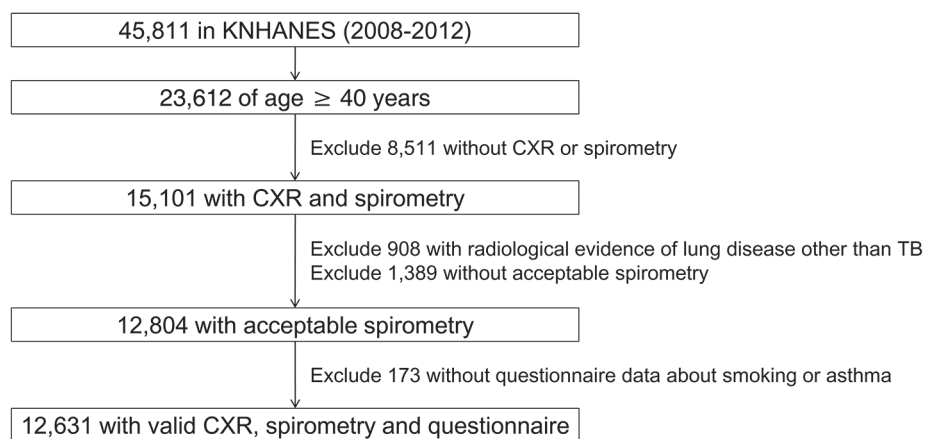 45,811 in KNHANES (2008-2012)
23,612 of age ≥ 40 years
Exclude 8,511 without CXR or spirometry
15,101 with CXR and spirometry
Exclude 908 with radiological evidence of lung disease other than TB
Exclude 1,389 without acceptable spirometry
12,804 with acceptable spirometry
Exclude 173 without questionnaire data about smoking or asthma
12,631 with valid CXR, spirometry and questionnaire